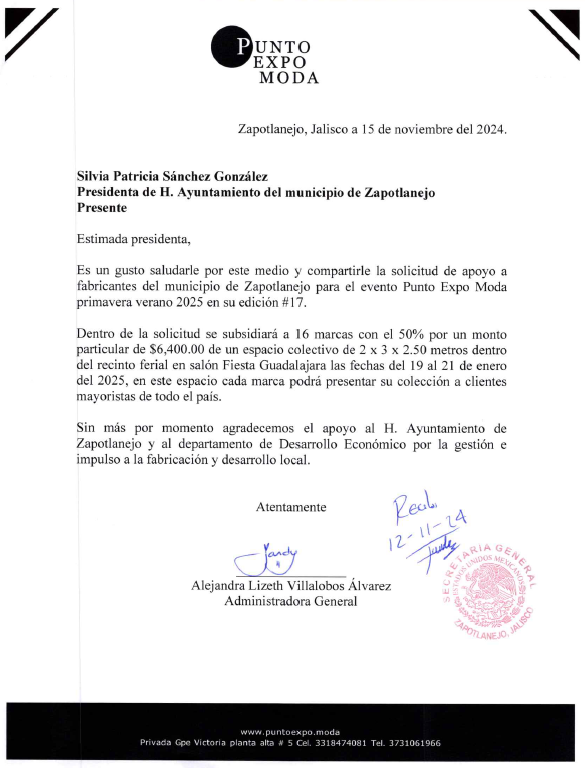 PUNTO
EXPO
MODA
Zapotlanejo, Jalisco a 15 de noviembre del 2024.
Silvia Patricia Sánchez González
Presidenta de H. Ayuntamiento del municipio de Zapotlanejo
Presente
Estimada presidenta,
Es un gusto saludarle por este medio y compartirle la solicitud de apoyo a
fabricantes del municipio de Zapotlanejo para el evento Punto Expo Moda
primavera verano 2025 en su edición #17.
Dentro de la solicitud se subsidiará a 16 marcas con el 50% por un monto
particular de $6,400.00 de un espacio colectivo de 2 x 3 x 2.50 metros dentro
del recinto ferial en salón Fiesta Guadalajara las fechas del 19 al 21 de enero
del 2025, en este espacio cada marca podrá presentar su colección a clientes
mayoristas de todo el país.
Sin más por momento agradecemos el apoyo al H. Ayuntamiento de
Zapotlanejo y al departamento de Desarrollo Económico por la gestión e
impulso a la fabricación y desarrollo local.
Atentamente
Recibi
12-11-24
Alejandra Lizeth Villalobos Álvarez
Administradora General
SECRETARIA GENERAL
ESTADOS UNIDOS MEXICANOS
ZAPOTLANEJO, JALISCO
www.puntoexpo.moda
Privada Gpe Victoria planta alta # 5 Cel. 3318474081 Tel. 3731061966